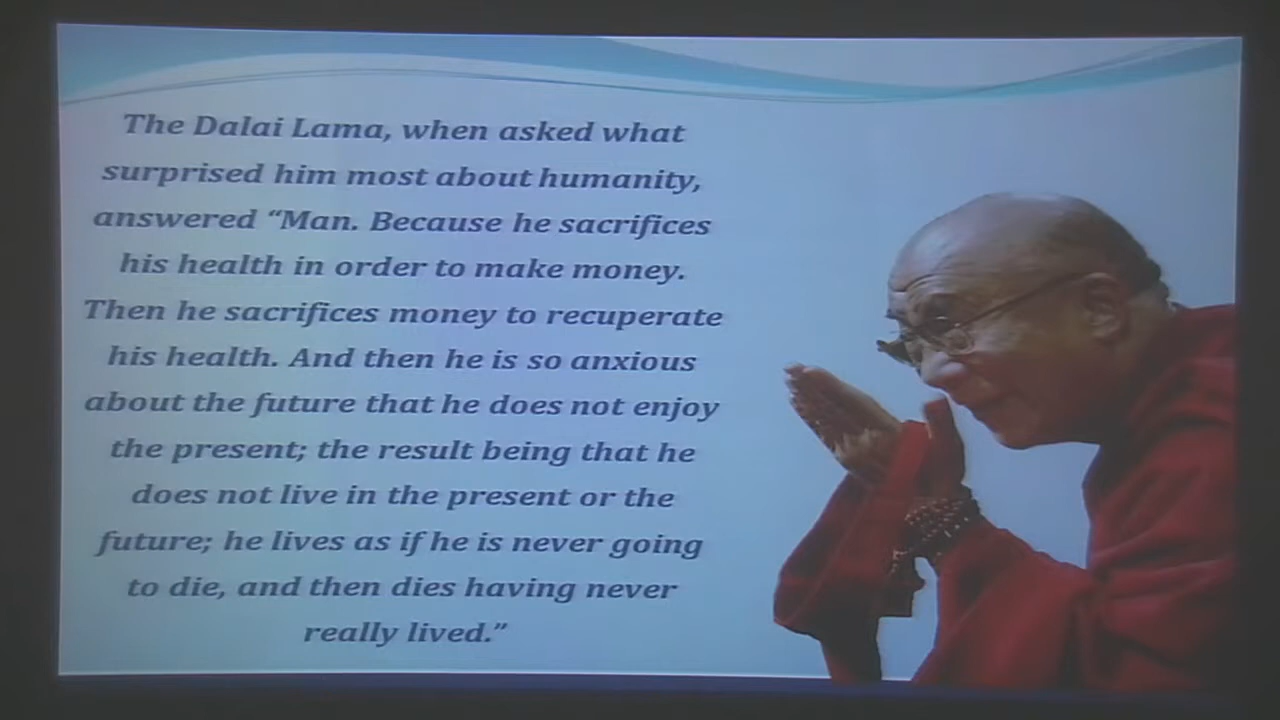 The Dalai Lama, when asked what
surprised him most about humanity,
answered “Man. Because he sacrifices
his health in order to make money.
Then he sacrifices money to recuperate
his health. And then he is so anxious
about the future that he does not enjoy
the present; the result being that he
does not live in the present or the
future; he lives as if he is never going
to die, and then dies having never
really lived.”